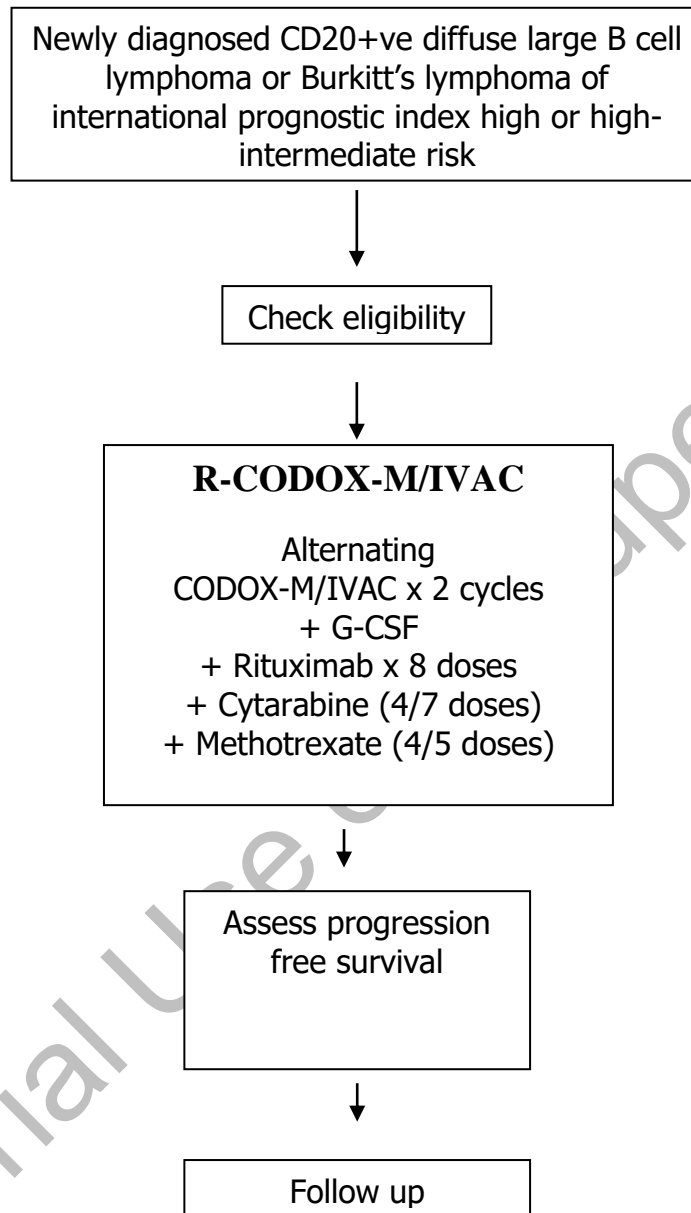 Newly diagnosed CD20+ve diffuse large B cell
lymphoma or Burkitt’s lymphoma of
international prognostic index high or high-
intermediate risk
Check eligibility
R-CODOX-M/IVAC
Alternating
CODOX-M/IVAC x 2 cycles
+ G-CSF
+ Rituximab x 8 doses
+ Cytarabine (4/7 doses)
+ Methotrexate (4/5 doses)
Assess progression
free survival
Follow up